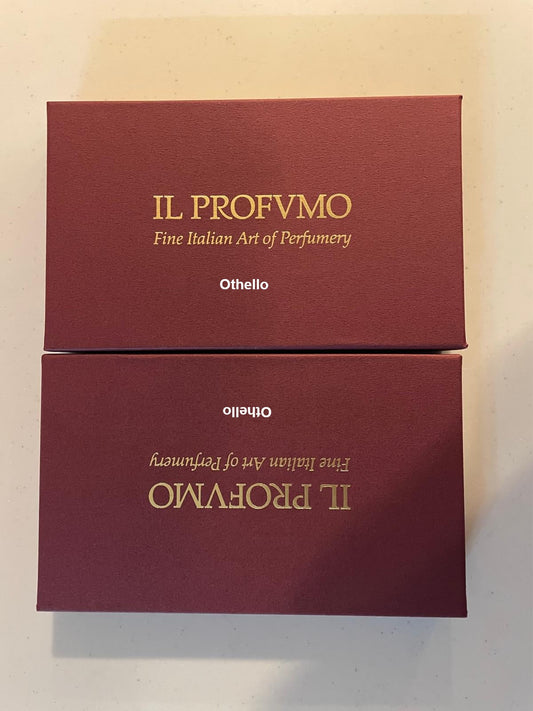 IL PROFVMO
Fine Italian Art of Perfumery
Othello
Othello
Fine Italian Art of Perfumery
IL PROFVMO